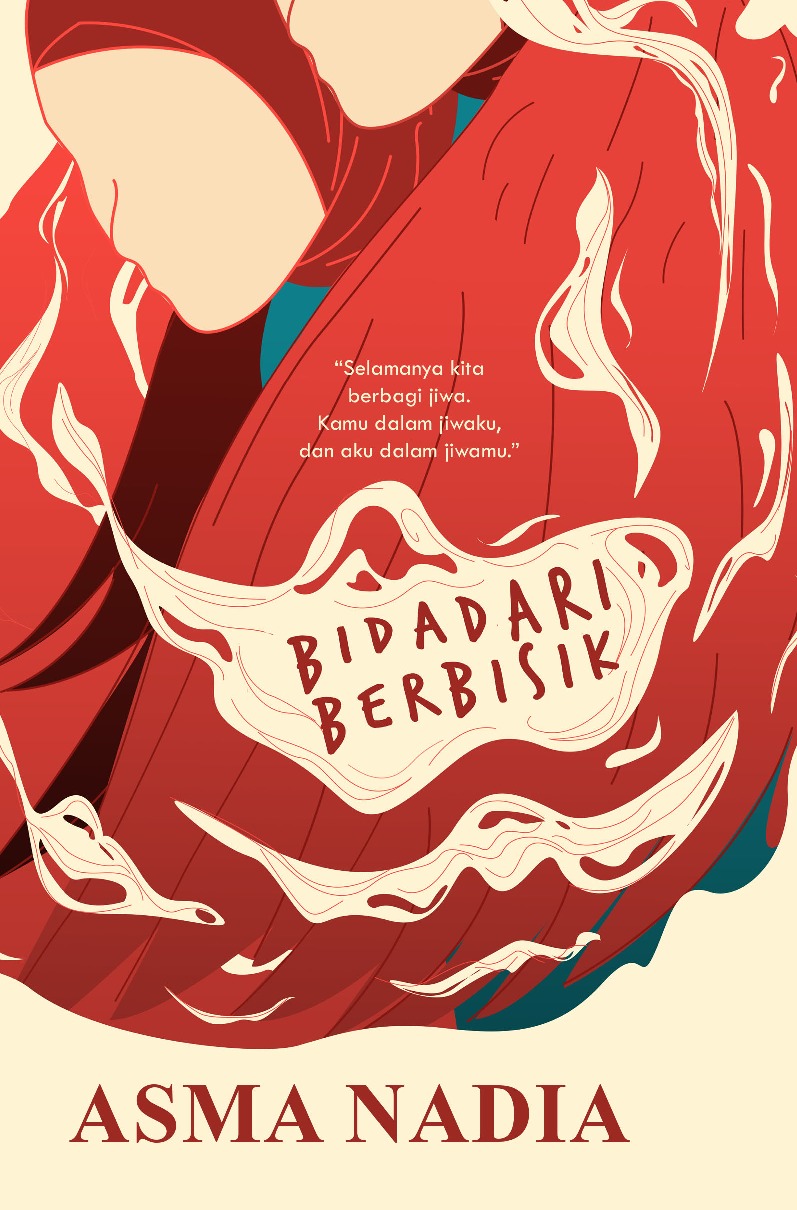 “Selamanya kita
berbagi jiwa.
Kamu dalam jiwaku,
dan aku dalam jiwamu.”
BIDADARI
BERBISIK
ASMA NADIA